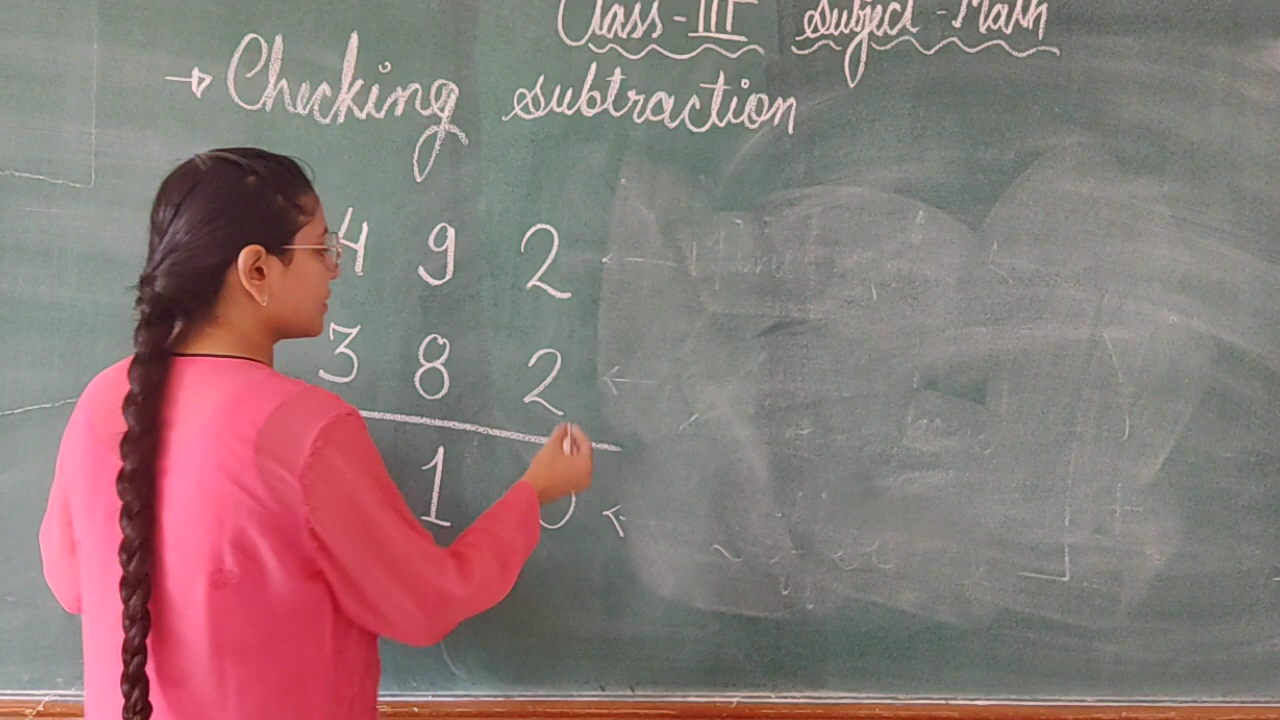 Class-III Subject-Math
→ Checking subtraction
4 9 2
3 8 2
1 0